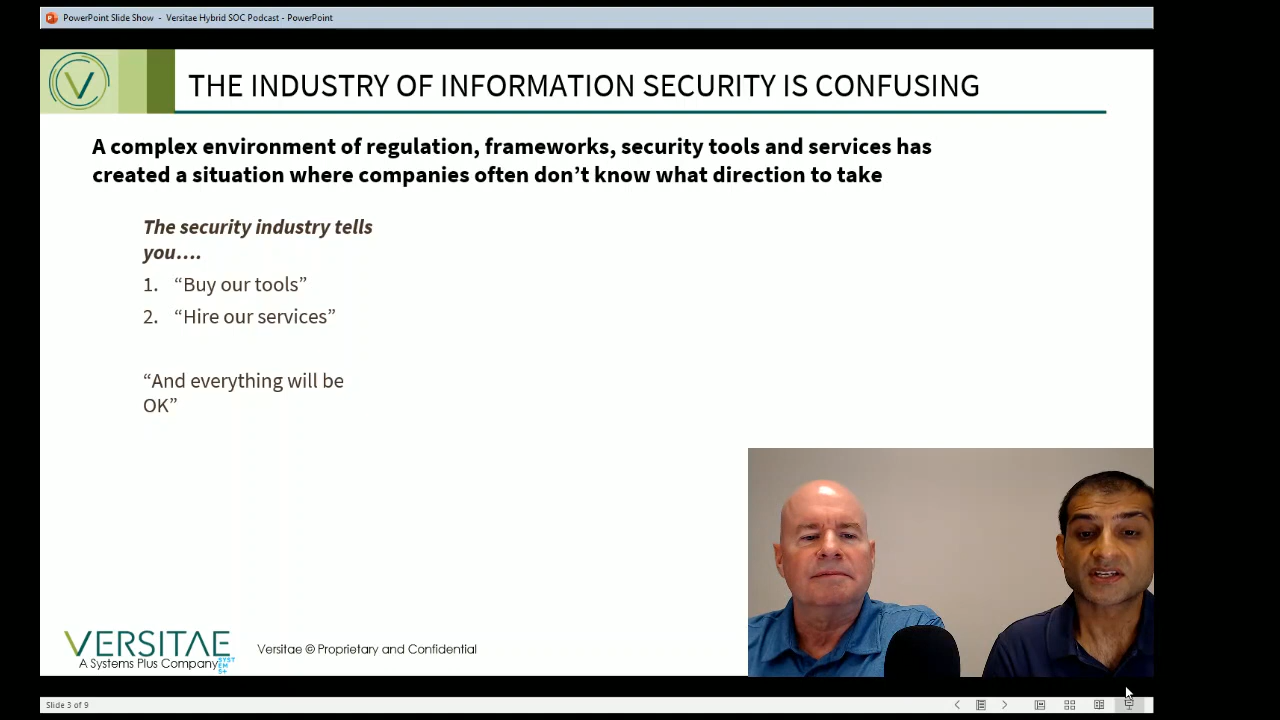 PowerPoint Slide Show - Versitae Hybrid SOC Podcast - PowerPoint
THE INDUSTRY OF INFORMATION SECURITY IS CONFUSING
A complex environment of regulation, frameworks, security tools and services has
created a situation where companies often don’t know what direction to take
The security industry tells
you….
1. “Buy our tools”
2. “Hire our services”
“And everything will be
OK”
VERSITAE
A Systems Plus Company
SYST
EM
S+
Versitae © Proprietary and Confidential
Slide 3 of 9